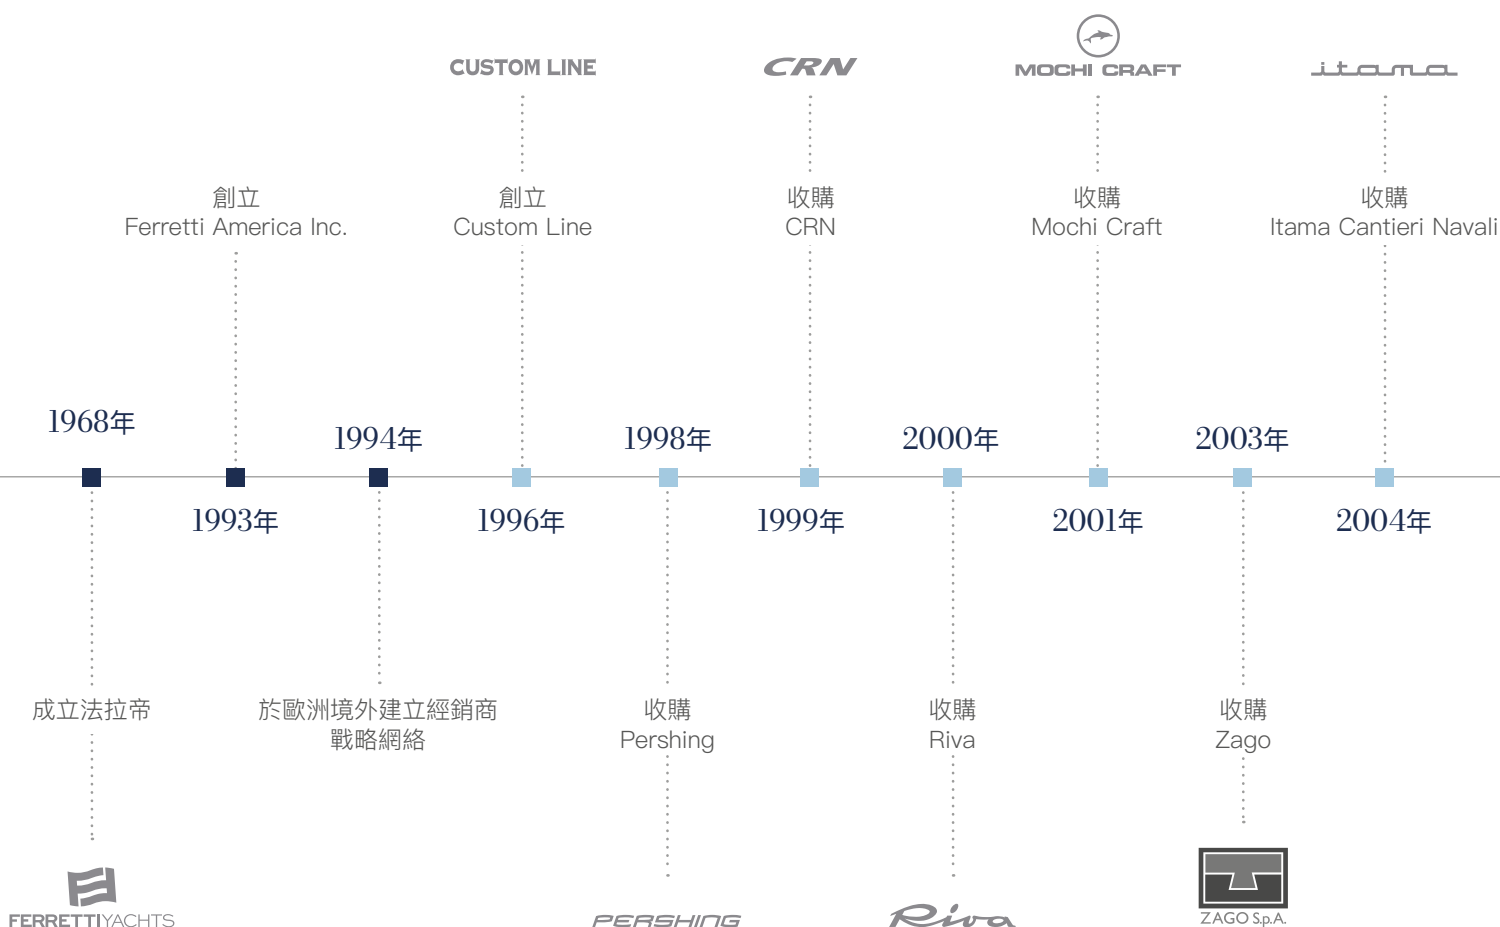 CUSTOM LINE
CRN
MOCHI CRAFT
itama
創立
Ferretti America Inc.
創立
Custom Line
收購
CRN
收購
Mochi Craft
收購
Itama Cantieri Navali
1968年
1994年
1998年
2000年
2003年
1993年
1996年
1999年
2001年
2004年
成立法拉帝
於歐洲境外建立經銷商
戰略網絡
收購
Pershing
收購
Riva
收購
Zago
FERRETTIYACHTS
PERSHING
Riva
ZAGO S.p.A.